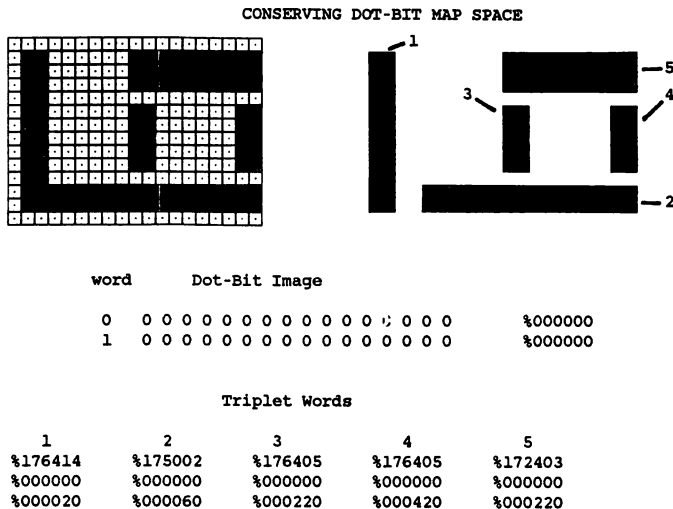 CONSERVING DOT-BIT MAP SPACE
1
5
3
4
2
word Dot-Bit Image
0 0 0 0 0 0 0 0 0 0 0 0 0 0 0 0 %000000
1 0 0 0 0 0 0 0 0 0 0 0 0 0 0 0 0 %000000
Triplet Words
1 2 3 4 5
%176414 %175002 %176405 %176405 %172403
%000000 %000000 %000000 %000000 %000000
%000020 %000060 %000220 %000420 %000220